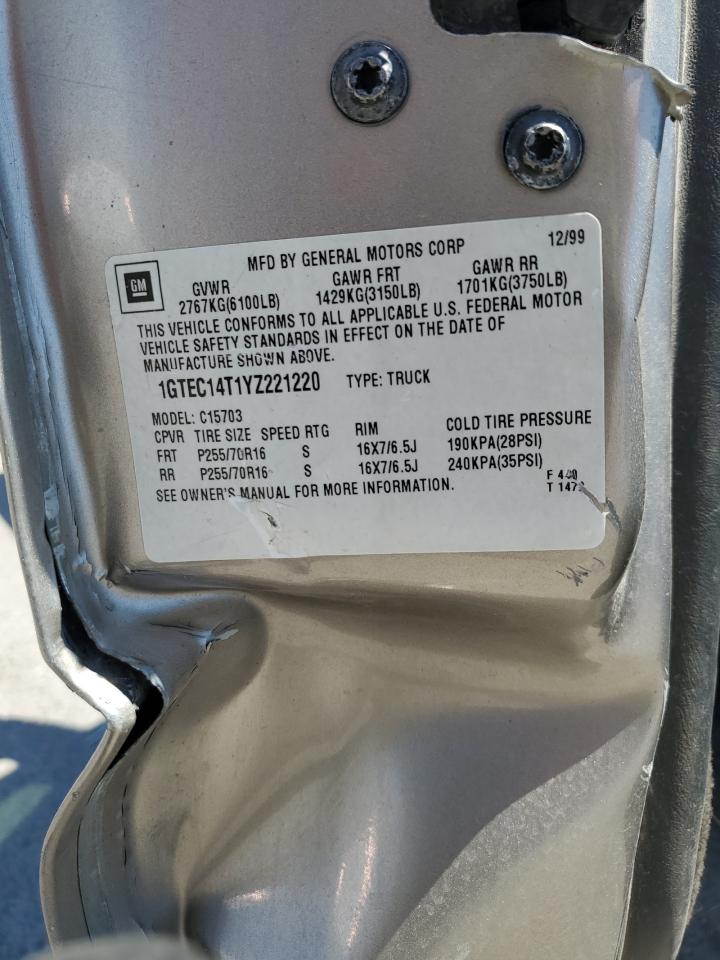 MFD BY GENERAL MOTORS CORP 12/99
GM
GVWR GAWR FRT GAWR RR
2767KG(6100LB) 1429KG(3150LB) 1701KG(3750LB)
THIS VEHICLE CONFORMS TO ALL APPLICABLE U.S. FEDERAL MOTOR
VEHICLE SAFETY STANDARDS IN EFFECT ON THE DATE OF
MANUFACTURE SHOWN ABOVE.
1GTEC14T1YZ221220 TYPE: TRUCK
MODEL: C15703
CPVR TIRE SIZE SPEED RTG RIM COLD TIRE PRESSURE
FRT P255/70R16 S 16X7/6.5J 190KPA(28PSI)
RR P255/70R16 S 16X7/6.5J 240KPA(35PSI)
SEE OWNER'S MANUAL FOR MORE INFORMATION.
F
T